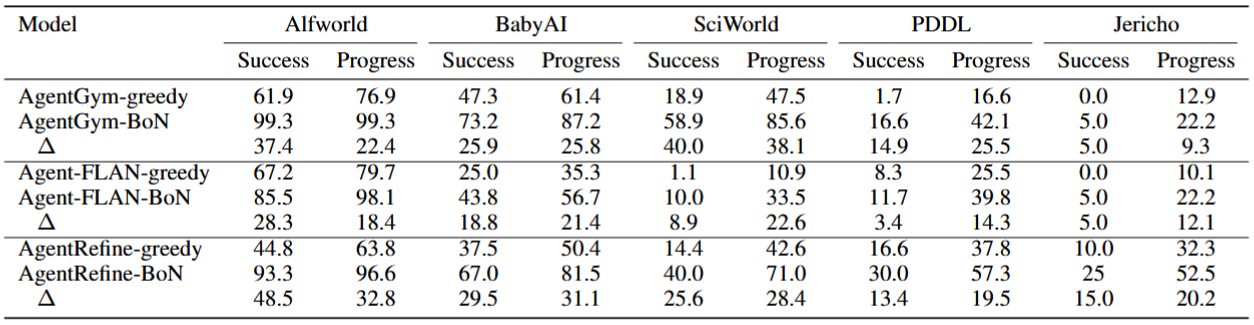 Model Alfworld BabyAI SciWorld PDDL Jericho
Success Progress Success Progress Success Progress Success Progress Success Progress
AgentGym-greedy 61.9 76.9 47.3 61.4 18.9 47.5 1.7 16.6 0.0 12.9
AgentGym-BoN 99.3 99.3 73.2 87.2 58.9 85.6 16.6 42.1 5.0 22.2
Δ 37.4 22.4 25.9 25.8 40.0 38.1 14.9 25.5 5.0 9.3
Agent-FLAN-greedy 67.2 79.7 25.0 35.3 1.1 10.9 8.3 25.5 0.0 10.1
Agent-FLAN-BoN 85.5 98.1 43.8 56.7 10.0 33.5 11.7 39.8 5.0 22.2
Δ 28.3 18.4 18.8 21.4 8.9 22.6 3.4 14.3 5.0 12.1
AgentRefine-greedy 44.8 63.8 37.5 50.4 14.4 42.6 16.6 37.8 10.0 32.3
AgentRefine-BoN 93.3 96.6 67.0 81.5 40.0 71.0 30.0 57.3 25 52.5
Δ 48.5 32.8 29.5 31.1 25.6 28.4 13.4 19.5 15.0 20.2